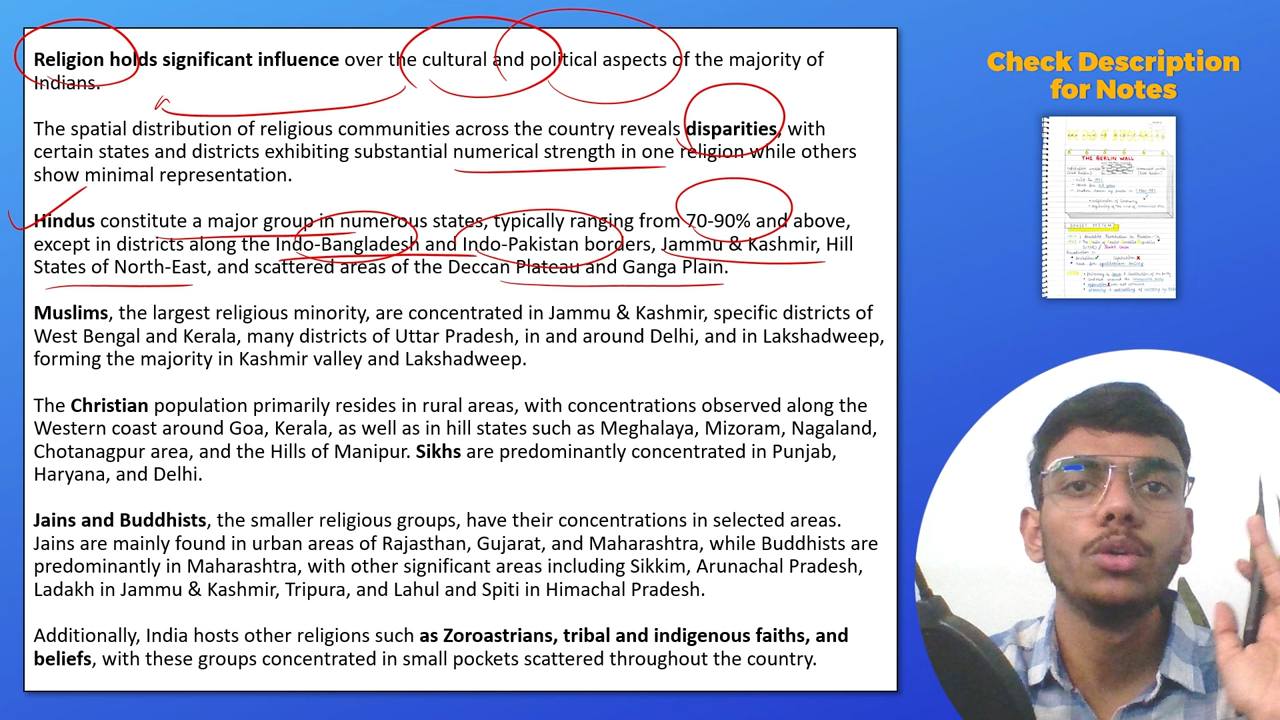 Religion holds significant influence over the cultural and political aspects of the majority of
Indians.
The spatial distribution of religious communities across the country reveals disparities, with
certain states and districts exhibiting substantial numerical strength in one religion while others
show minimal representation.
Hindus constitute a major group in numerous states, typically ranging from 70-90% and above,
except in districts along the Indo-Bangladesh and Indo-Pakistan borders, Jammu & Kashmir, Hill
States of North-East, and scattered areas of the Deccan Plateau and Ganga Plain.
Muslims, the largest religious minority, are concentrated in Jammu & Kashmir, specific districts of
West Bengal and Kerala, many districts of Uttar Pradesh, in and around Delhi, and in Lakshadweep,
forming the majority in Kashmir valley and Lakshadweep.
The Christian population primarily resides in rural areas, with concentrations observed along the
Western coast around Goa, Kerala, as well as in hill states such as Meghalaya, Mizoram, Nagaland,
Chotanagpur area, and the Hills of Manipur. Sikhs are predominantly concentrated in Punjab,
Haryana, and Delhi.
Jains and Buddhists, the smaller religious groups, have their concentrations in selected areas.
Jains are mainly found in urban areas of Rajasthan, Gujarat, and Maharashtra, while Buddhists are
predominantly in Maharashtra, with other significant areas including Sikkim, Arunachal Pradesh,
Ladakh in Jammu & Kashmir, Tripura, and Lahul and Spiti in Himachal Pradesh.
Additionally, India hosts other religions such as Zoroastrians, tribal and indigenous faiths, and
beliefs, with these groups concentrated in small pockets scattered throughout the country.
Check Description
for Notes
THE BERLIN WALL